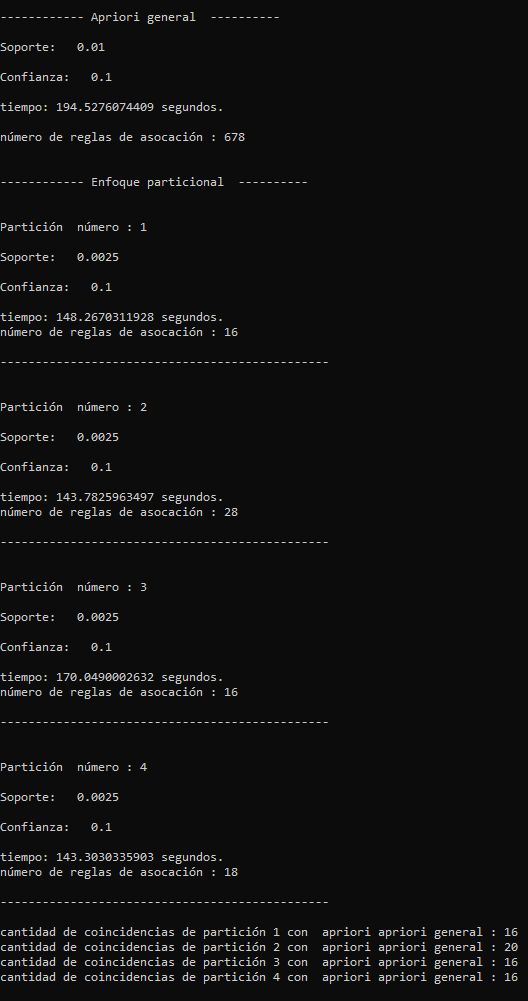 ------------ Apriori general  ----------
Soporte:   0.01
Confianza:   0.1
tiempo: 194.5276074409 segundos.
número de reglas de asocación : 678
------------ Enfoque particional  ----------
Partición  número : 1
Soporte:   0.0025
Confianza:   0.1
tiempo: 148.2670311928 segundos.
número de reglas de asocación : 16
-----------------------------------------------
Partición  número : 2
Soporte:   0.0025
Confianza:   0.1
tiempo: 143.7825963497 segundos.
número de reglas de asocación : 28
-----------------------------------------------
Partición  número : 3
Soporte:   0.0025
Confianza:   0.1
tiempo: 170.0490002632 segundos.
número de reglas de asocación : 16
-----------------------------------------------
Partición  número : 4
Soporte:   0.0025
Confianza:   0.1
tiempo: 143.3030335903 segundos.
número de reglas de asocación : 18
-----------------------------------------------
cantidad de coincidencias de partición 1 con  apriori apriori general : 16
cantidad de coincidencias de partición 2 con  apriori apriori general : 20
cantidad de coincidencias de partición 3 con  apriori apriori general : 16
cantidad de coincidencias de partición 4 con  apriori apriori general : 16